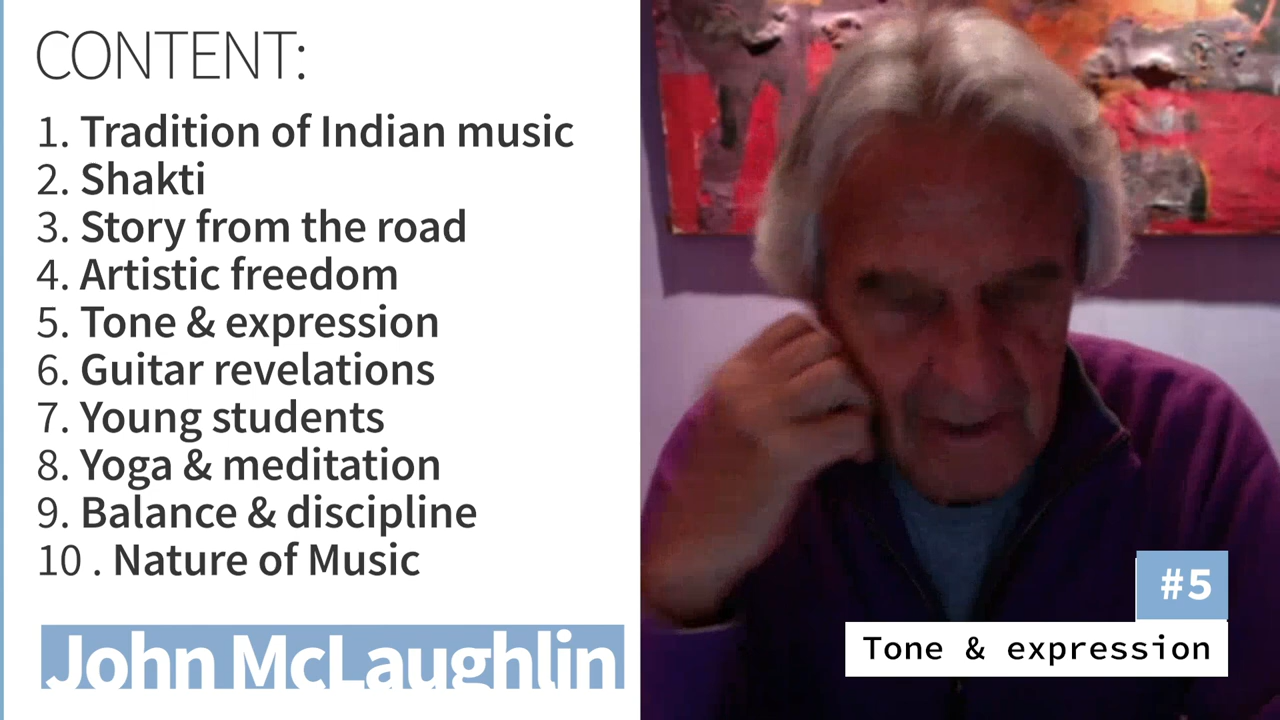 CONTENT:
1. Tradition of Indian music
2. Shakti
3. Story from the road
4. Artistic freedom
5. Tone & expression
6. Guitar revelations
7. Young students
8. Yoga & meditation
9. Balance & discipline
10 . Nature of Music
John McLaughlin
#5
Tone & expression